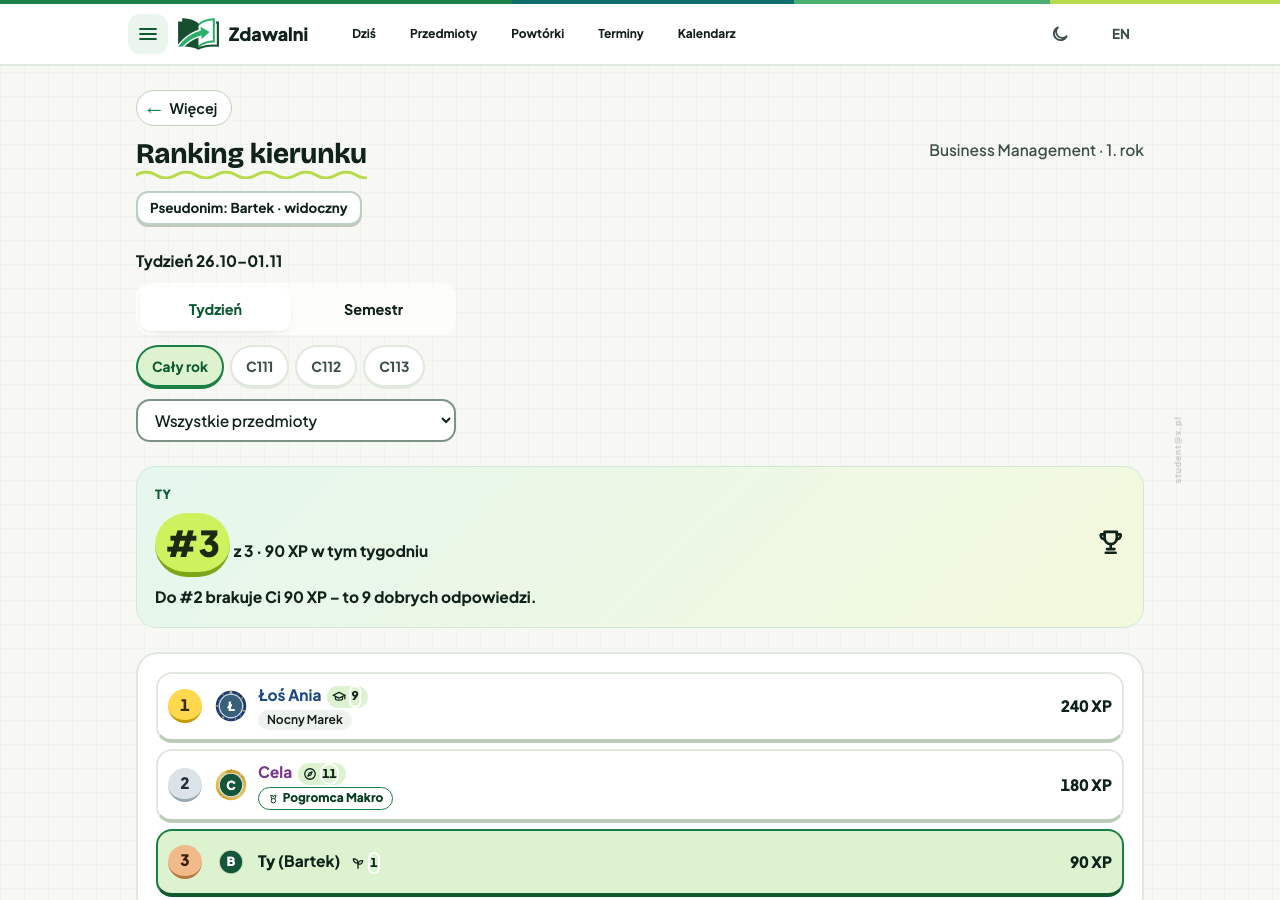 Zdawalni
Dziś
Przedmioty
Powtórki
Terminy
Kalendarz
EN
← Więcej
Ranking kierunku
Business Management · 1. rok
Pseudonim: Bartek · widoczny
Tydzień 26.10–01.11
Tydzień
Semestr
Cały rok
C111
C112
C113
Wszystkie przedmioty
student@x.pl
TY
#3 z 3 · 90 XP w tym tygodniu
Do #2 brakuje Ci 90 XP – to 9 dobrych odpowiedzi.
1
Ł
Łoś Ania
9
Nocny Marek
240 XP
2
C
Cela
11
Pogromca Makro
180 XP
3
B
Ty (Bartek)
1
90 XP